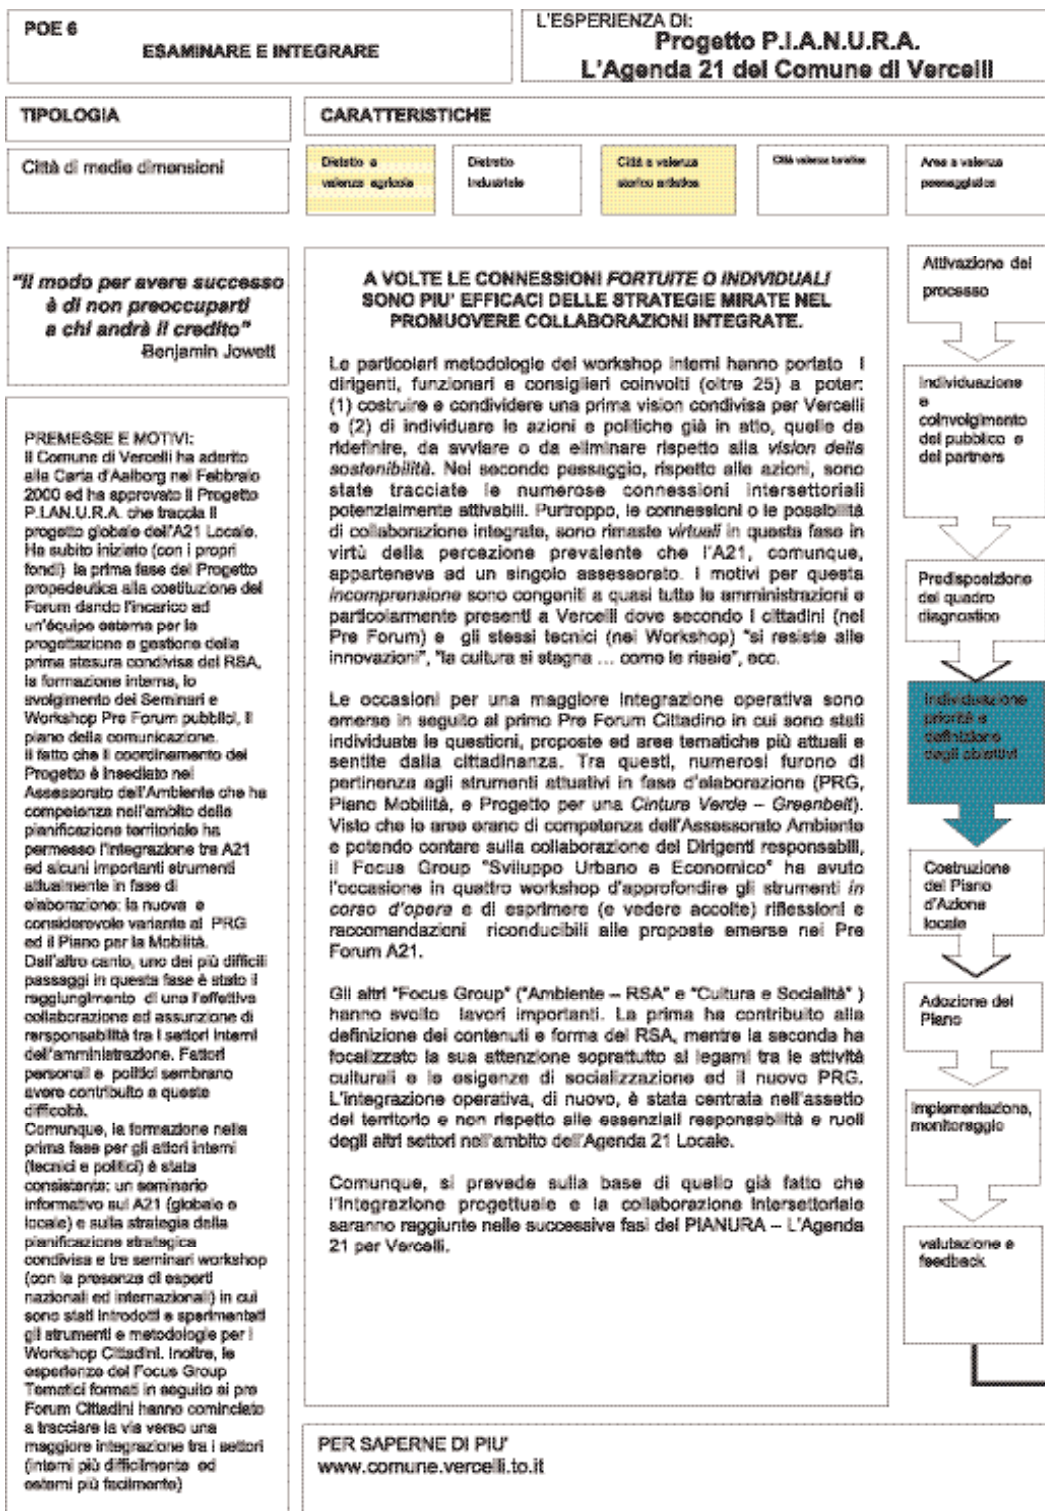 POE 6
ESAMINARE E INTEGRARE
L'ESPERIENZA DI:
Progetto P.I.A.N.U.R.A.
L'Agenda 21 del Comune di Vercelli
TIPOLOGIA
CARATTERISTICHE
Città di medie dimensioni
Distetto a
valenza agricola
Distretto
Industriale
Città a valenza
storico artistica
Città valenza turistica
Area a valenza
paesaggistica
"Il modo per avere successo
è di non preoccuparti
a chi andrà il credito"
Benjamin Jowett
PREMESSE E MOTIVI:
Il Comune di Vercelli ha aderito
alla Carta d'Aalborg nel Febbraio
2000 ed ha approvato il Progetto
P.I.AN.U.R.A. che traccia il
progetto globale dell'A21 Locale.
Ha subito iniziato (con i propri
fondi) la prima fase del Progetto
propedeutica alla costituzione del
Forum dando l'incarico ad
un'équipe esterna per la
progettazione e gestione della
prima stesura condivisa del RSA,
la formazione interna, lo
svolgimento dei Seminari e
Workshop Pre Forum pubblici, il
piano della comunicazione.
Il fatto che il coordinamento del
Progetto è insediato nel
Assessorato dell'Ambiente che ha
competenza nell'ambito della
pianificazione territoriale ha
permesso l'integrazione tra A21
ed alcuni importanti strumenti
attualmente in fase di
elaborazione: la nuova e
considerevole variante al PRG
ed il Piano per la Mobilità.
Dall'altro canto, uno dei più difficili
passaggi in questa fase è stato il
raggiungimento di una l'effettiva
collaborazione ed assunzione di
rersponsabilità tra i settori interni
dell'amministrazione. Fattori
personali e politici sembrano
avere contribuito a queste
difficoltà.
Comunque, la formazione nella
prima fase per gli attori interni
(tecnici e politici) è stata
consistente: un seminario
informativo sul A21 (globale e
locale) e sulla strategia della
pianificazione strategica
condivisa e tre seminari workshop
(con la presenza di esperti
nazionali ed internazionali) in cui
sono stati introdotti e sperimentati
gli strumenti e metodologie per i
Workshop Cittadini. Inoltre, le
esperienze dei Focus Group
Tematici formati in seguito ai pre
Forum Cittadini hanno cominciato
a tracciare la via verso una
maggiore integrazione tra i settori
(interni più difficilmente ed
esterni più facilmente)
A VOLTE LE CONNESSIONI FORTUITE O INDIVIDUALI
SONO PIU' EFFICACI DELLE STRATEGIE MIRATE NEL
PROMUOVERE COLLABORAZIONI INTEGRATE.
Le particolari metodologie dei workshop interni hanno portato i
dirigenti, funzionari e consiglieri coinvolti (oltre 25) a poter:
(1) costruire e condividere una prima vision condivisa per Vercelli
e (2) di individuare le azioni e politiche già in atto, quelle da
ridefinire, da avviare o da eliminare rispetto alla vision della
sostenibilità. Nel secondo passaggio, rispetto alle azioni, sono
state tracciate le numerose connessioni intersettoriali
potenzialmente attivabili. Purtroppo, le connessioni o le possibilità
di collaborazione integrate, sono rimaste virtuali in questa fase in
virtù della percezione prevalente che l'A21, comunque,
apparteneva ad un singolo assessorato. I motivi per questa
incomprensione sono congeniti a quasi tutte le amministrazioni e
particolarmente presenti a Vercelli dove secondo i cittadini (nel
Pre Forum) e gli stessi tecnici (nei Workshop) "si resiste alle
innovazioni", "la cultura si stagna ... come le risaie", ecc.
Le occasioni per una maggiore integrazione operativa sono
emerse in seguito al primo Pre Forum Cittadino in cui sono stati
individuate le questioni, proposte ed aree tematiche più attuali e
sentite dalla cittadinanza. Tra questi, numerosi furono di
pertinenza agli strumenti attuativi in fase d'elaborazione (PRG,
Piano Mobilità, e Progetto per una Cintura Verde – Greenbelt).
Visto che le aree erano di competenza dell'Assessorato Ambiente
e potendo contare sulla collaborazione dei Dirigenti responsabili,
il Focus Group "Sviluppo Urbano e Economico" ha avuto
l'occasione in quattro workshop d'approfondire gli strumenti in
corso d'opera e di esprimere (e vedere accolte) riflessioni e
raccomandazioni riconducibili alle proposte emerse nei Pre
Forum A21.
Gli altri "Focus Group" ("Ambiente – RSA" e "Cultura e Socialità" )
hanno svolto lavori importanti. La prima ha contribuito alla
definizione dei contenuti e forma del RSA, mentre la seconda ha
focalizzato la sua attenzione soprattutto ai legami tra le attività
culturali e le esigenze di socializzazione ed il nuovo PRG.
L'integrazione operativa, di nuovo, è stata centrata nell'assetto
del territorio e non rispetto alle essenziali responsabilità e ruoli
degli altri settori nell'ambito dell'Agenda 21 Locale.
Comunque, si prevede sulla base di quello già fatto che
l'integrazione progettuale e la collaborazione intersettoriale
saranno raggiunte nelle successive fasi del PIANURA – L'Agenda
21 per Vercelli.
Attivazione del
processo
Individuazione
e
coinvolgimento
del pubblico e
dei partners
Predisposizione
del quadro
diagnostico
Individuazione
priorità e
definizione
degli obiettivi
Costruzione
del Piano
d'Azione
locale
Adozione del
Piano
Implementazione,
monitoraggio
valutazione e
feedback
PER SAPERNE DI PIU'
www.comune.vercelli.to.it